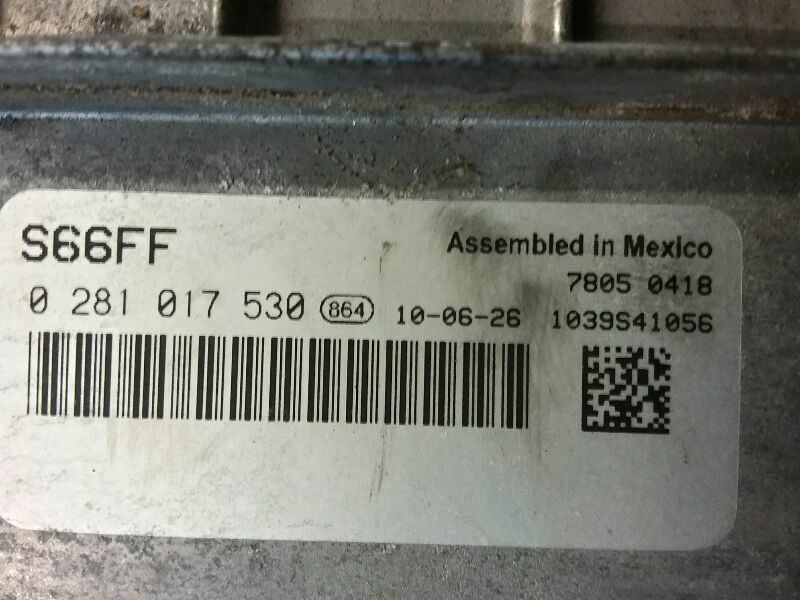 S66FF
Assembled in Mexico
7805 0418
0 281 017 530 864 10-06-26 1039S41056